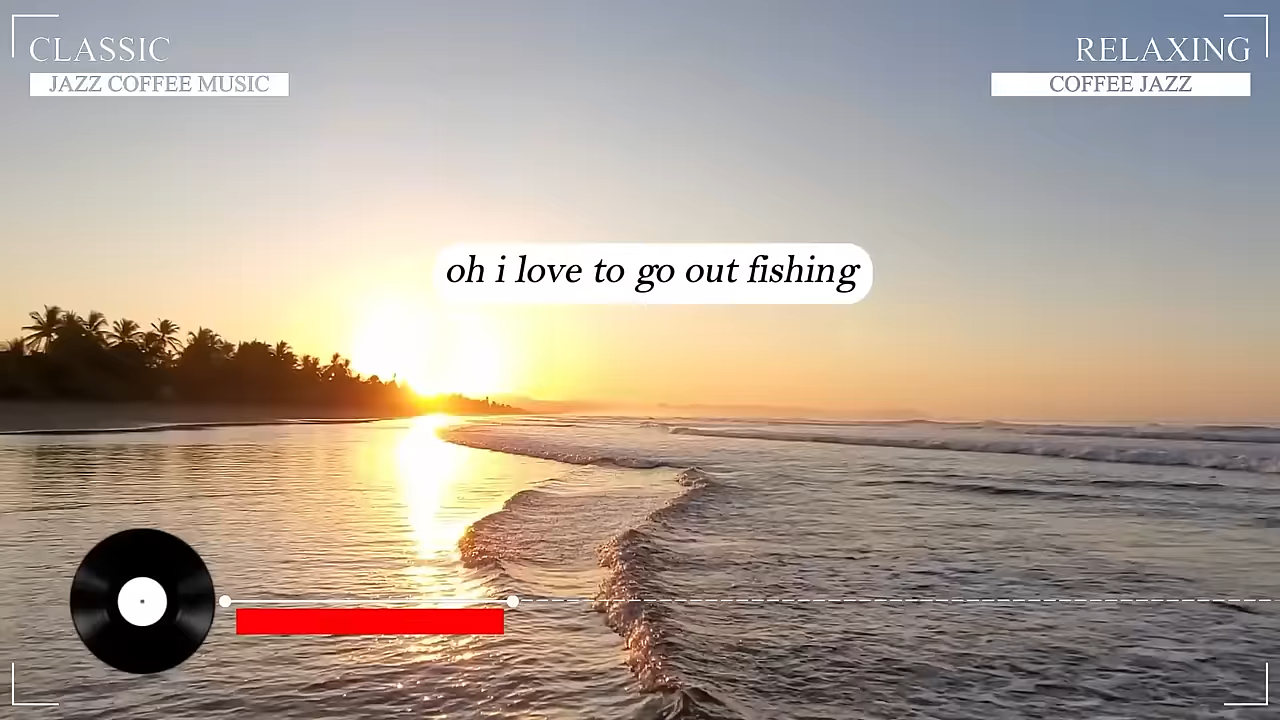 CLASSIC
JAZZ COFFEE MUSIC
RELAXING
COFFEE JAZZ
oh i love to go out fishing